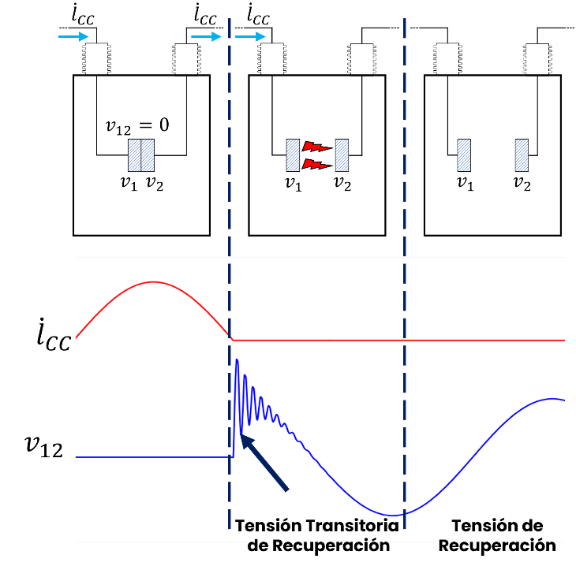 i_CC i_CC i_CC
v_12 = 0
v_1 v_2 v_1 v_2 v_1 v_2
i_CC
v_12
Tensión Transitoria
de Recuperación
Tensión de
Recuperación